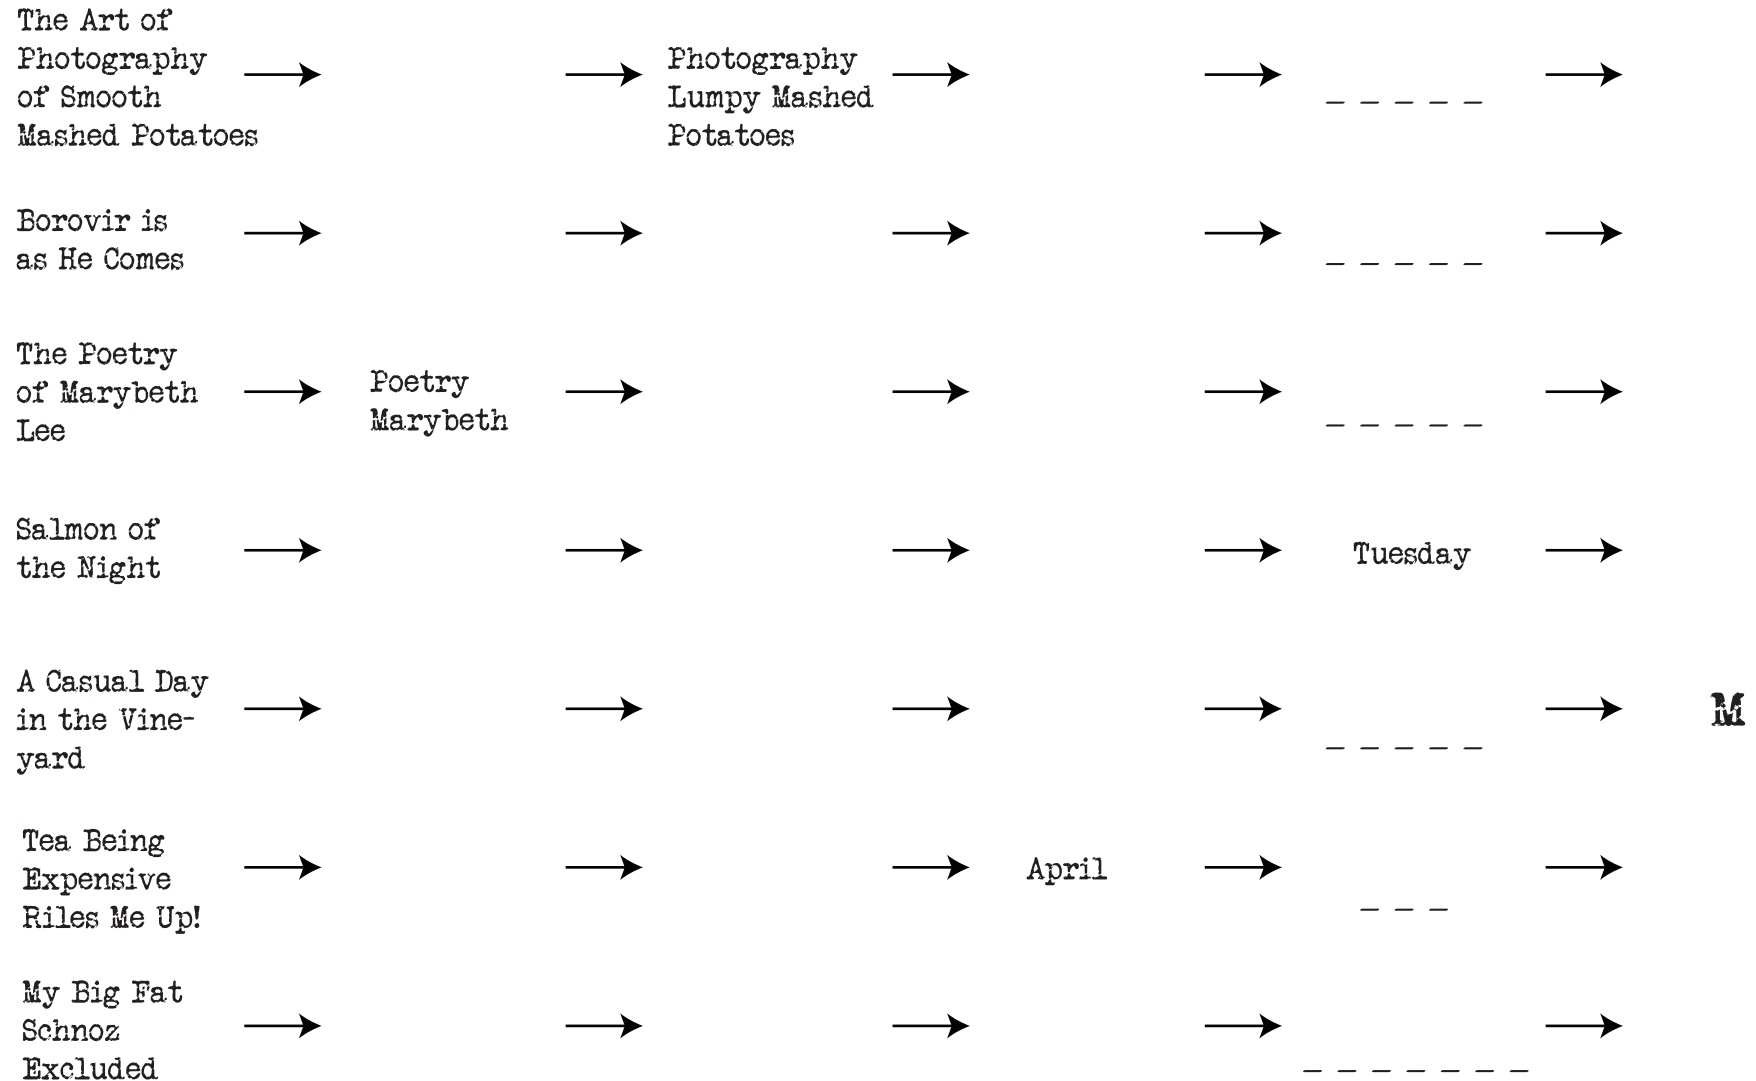 The Art of
Photography
of Smooth
Mashed Potatoes
Photography
Lumpy Mashed
Potatoes
_ _ _ _ _
Borovir is
as He Comes
_ _ _ _ _
The Poetry
of Marybeth
Lee
Poetry
Marybeth
_ _ _ _ _
Salmon of
the Night
Tuesday
A Casual Day
in the Vine-
yard
_ _ _ _ _
M
Tea Being
Expensive
Riles Me Up!
April
_ _ _
My Big Fat
Schnoz
Excluded
_ _ _ _ _ _ _